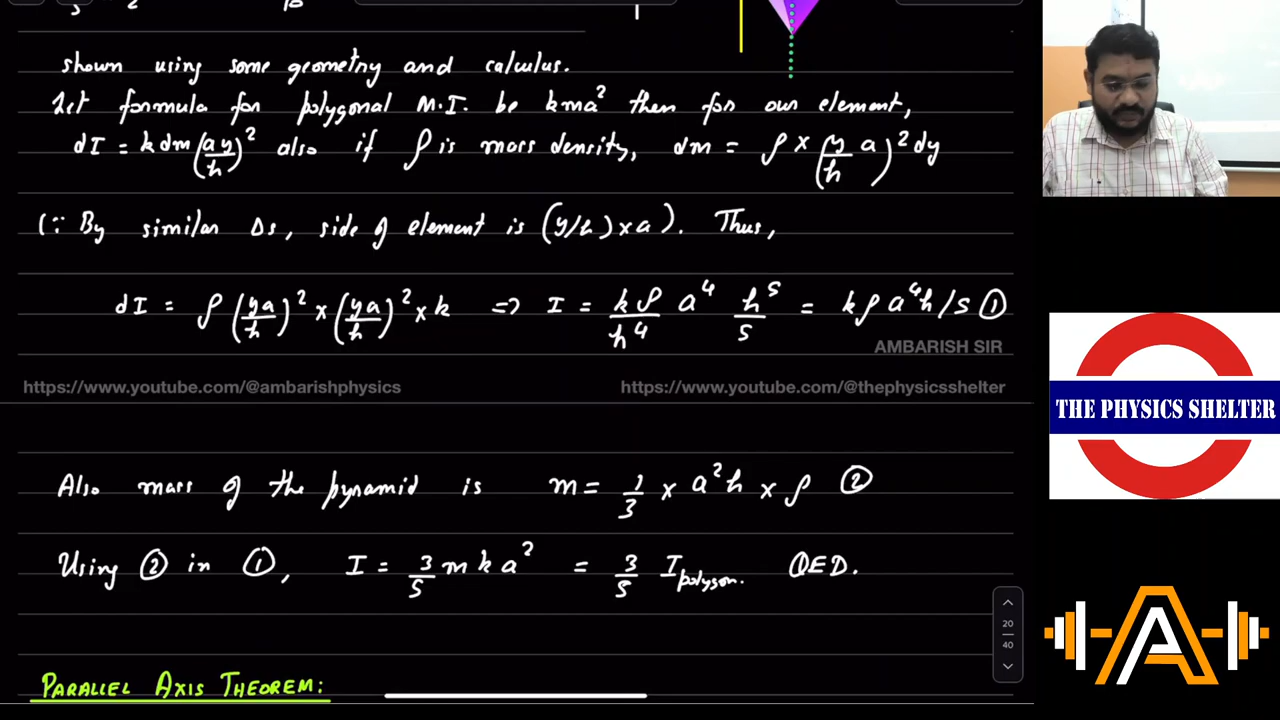 shown using some geometry and calculus.
Let formula for polygonal M.I. be kma² then for our element,
dI = k dm (ay/h)² also if ρ is mass density, dm = ρ × (y/h a)² dy
(∵ By similar Δs, side of element is (y/h) × a). Thus,
dI = ρ (ya/h)² × (ya/h)² × k => I = kρ/h⁴ a⁴ h⁵/5 = kρa⁴h/5 ①
AMBARISH SIR
https://www.youtube.com/@ambarishphysics https://www.youtube.com/@thephysicsshelter
THE PHYSICS SHELTER
Also mass of the pyramid is m = 1/3 × a²h × ρ ②
Using ② in ①, I = 3/5 m k a² = 3/5 I polygon. QED.
20
40
PARALLEL AXIS THEOREM: